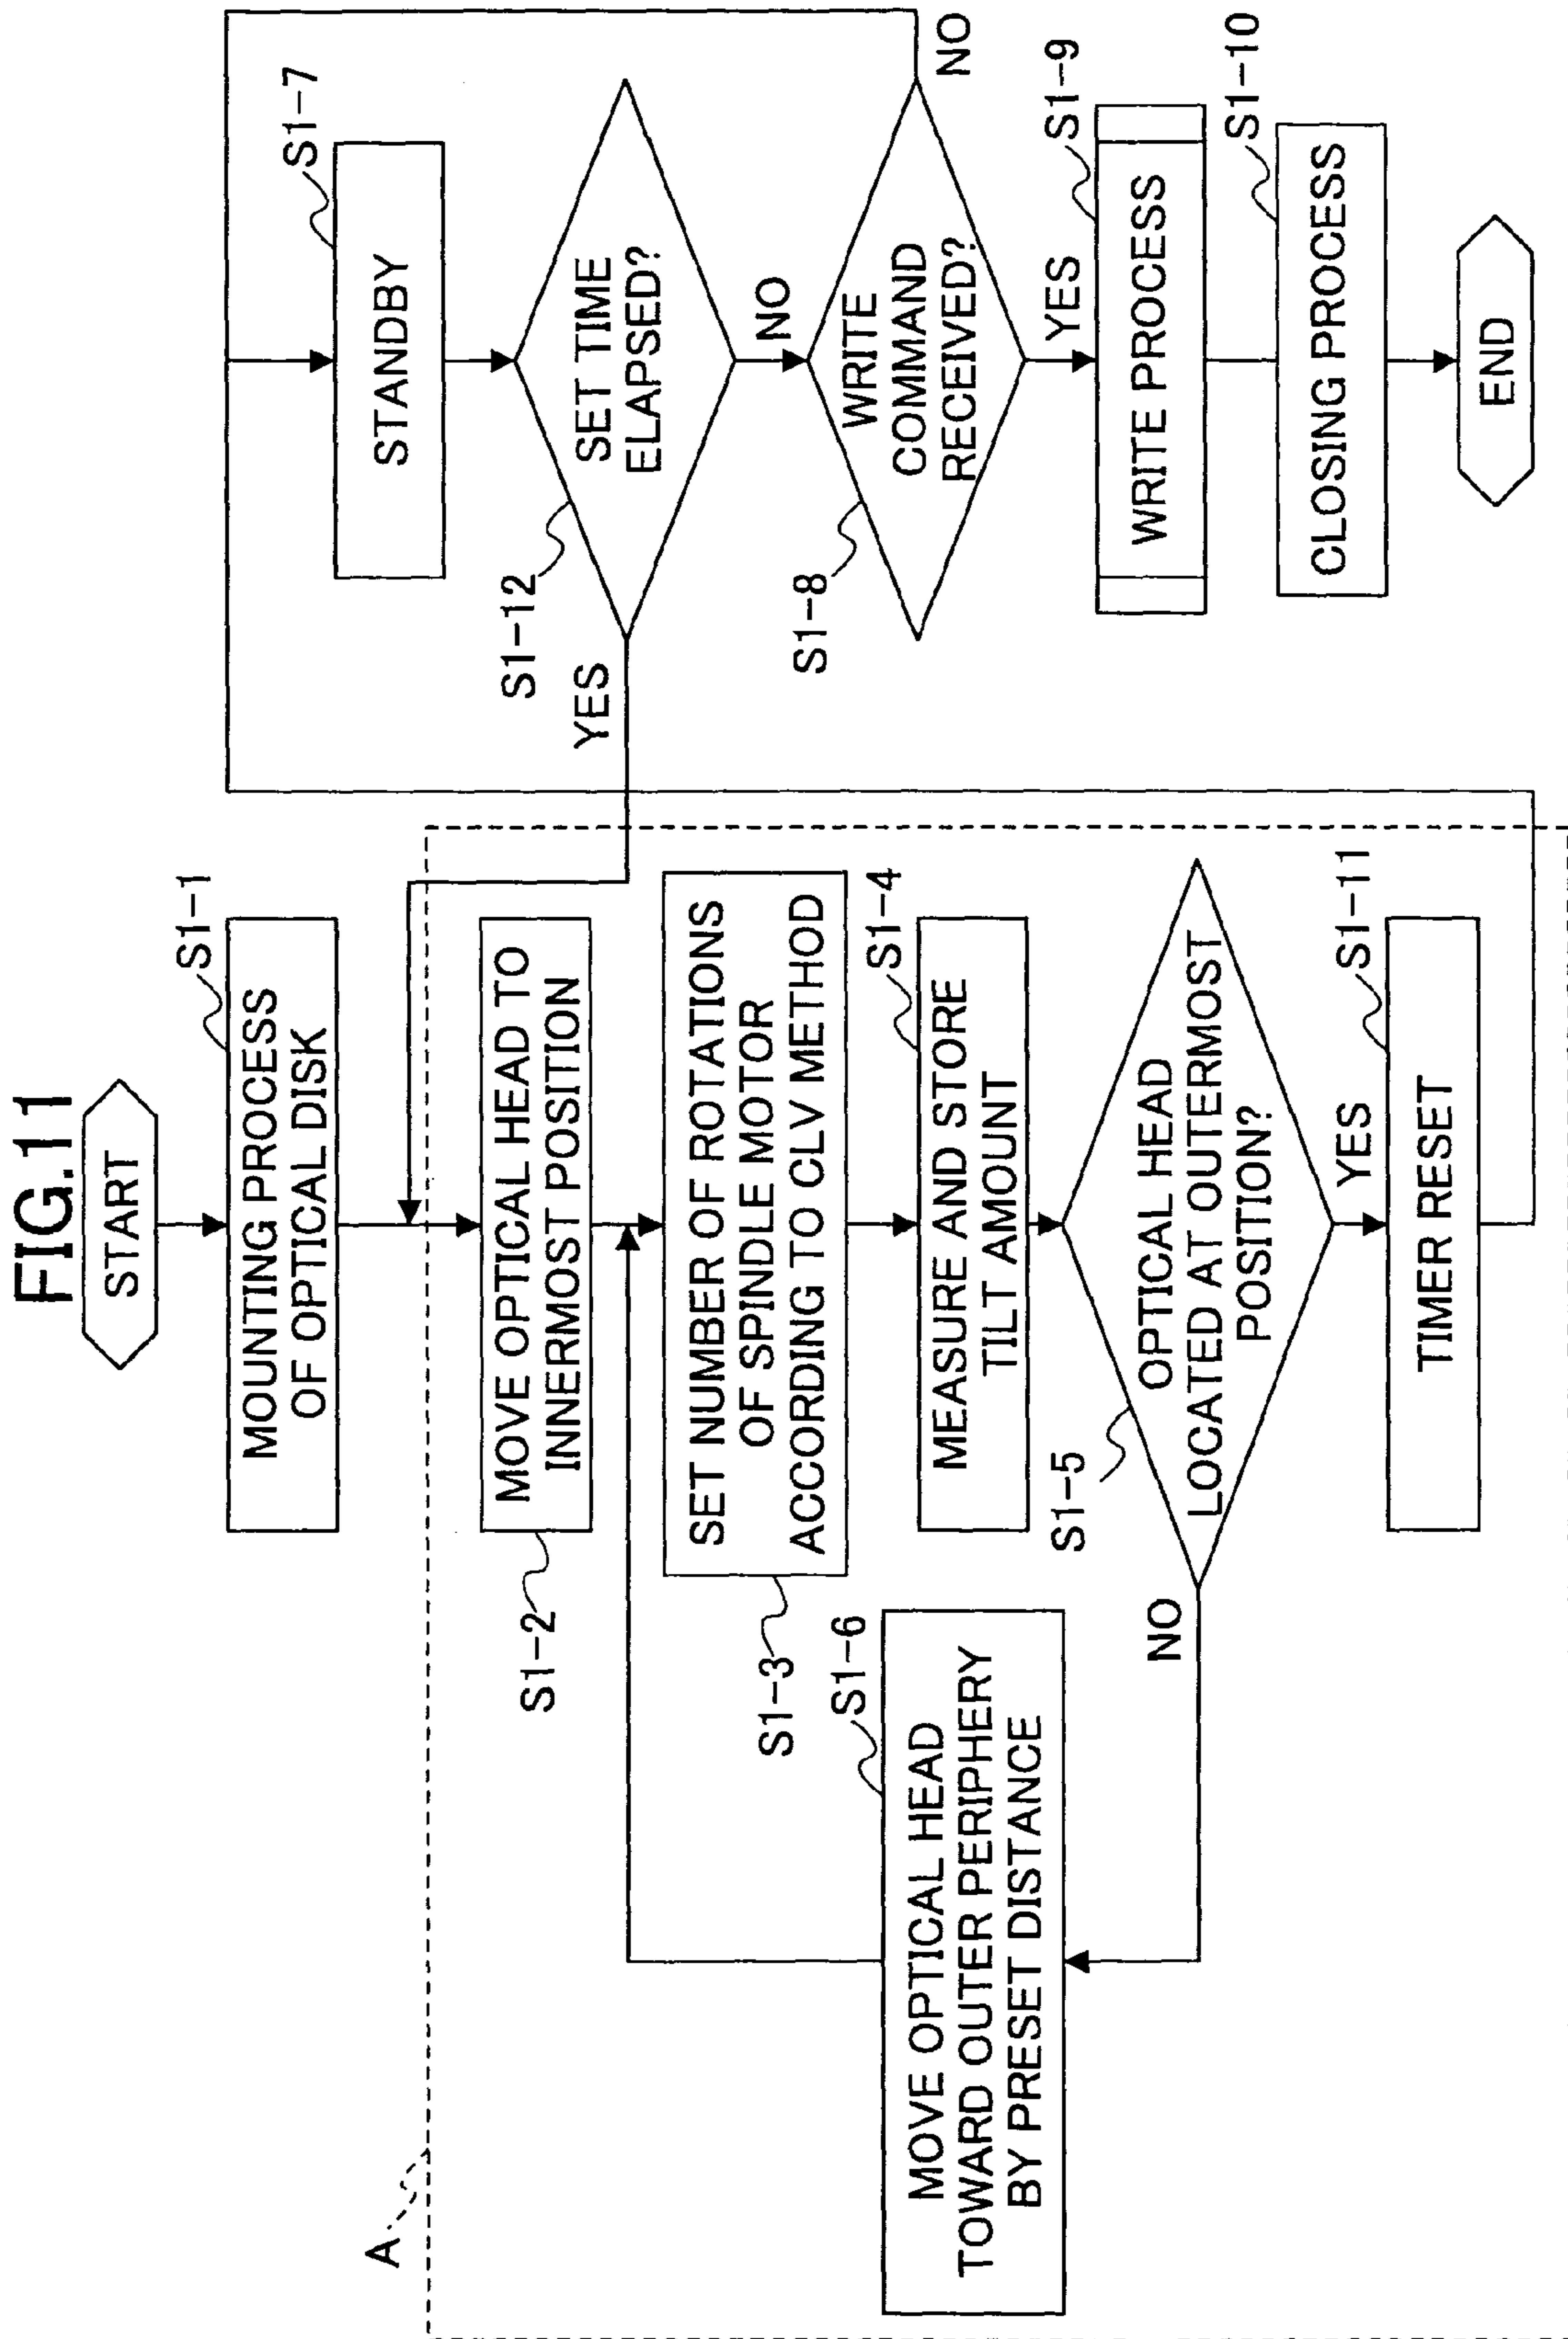 FIG.11
START
S1-1
MOUNTING PROCESS
OF OPTICAL DISK
A
S1-2
MOVE OPTICAL HEAD TO
INNERMOST POSITION
S1-3
SET NUMBER OF ROTATIONS
OF SPINDLE MOTOR
ACCORDING TO CLV METHOD
S1-4
MEASURE AND STORE
TILT AMOUNT
S1-5
OPTICAL HEAD
LOCATED AT OUTERMOST
POSITION?
NO
YES
S1-6
MOVE OPTICAL HEAD
TOWARD OUTER PERIPHERY
BY PRESET DISTANCE
S1-11
TIMER RESET
S1-7
STANDBY
S1-12
SET TIME
ELAPSED?
YES
NO
S1-8
WRITE
COMMAND
RECEIVED?
NO
YES
S1-9
WRITE PROCESS
S1-10
CLOSING PROCESS
END